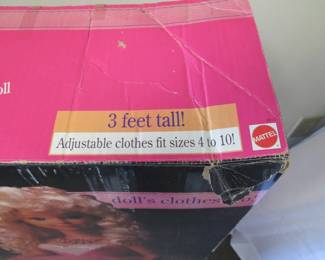 3 feet tall!
Adjustable clothes fit sizes 4 to 10!
MATTEL
doll's clothes